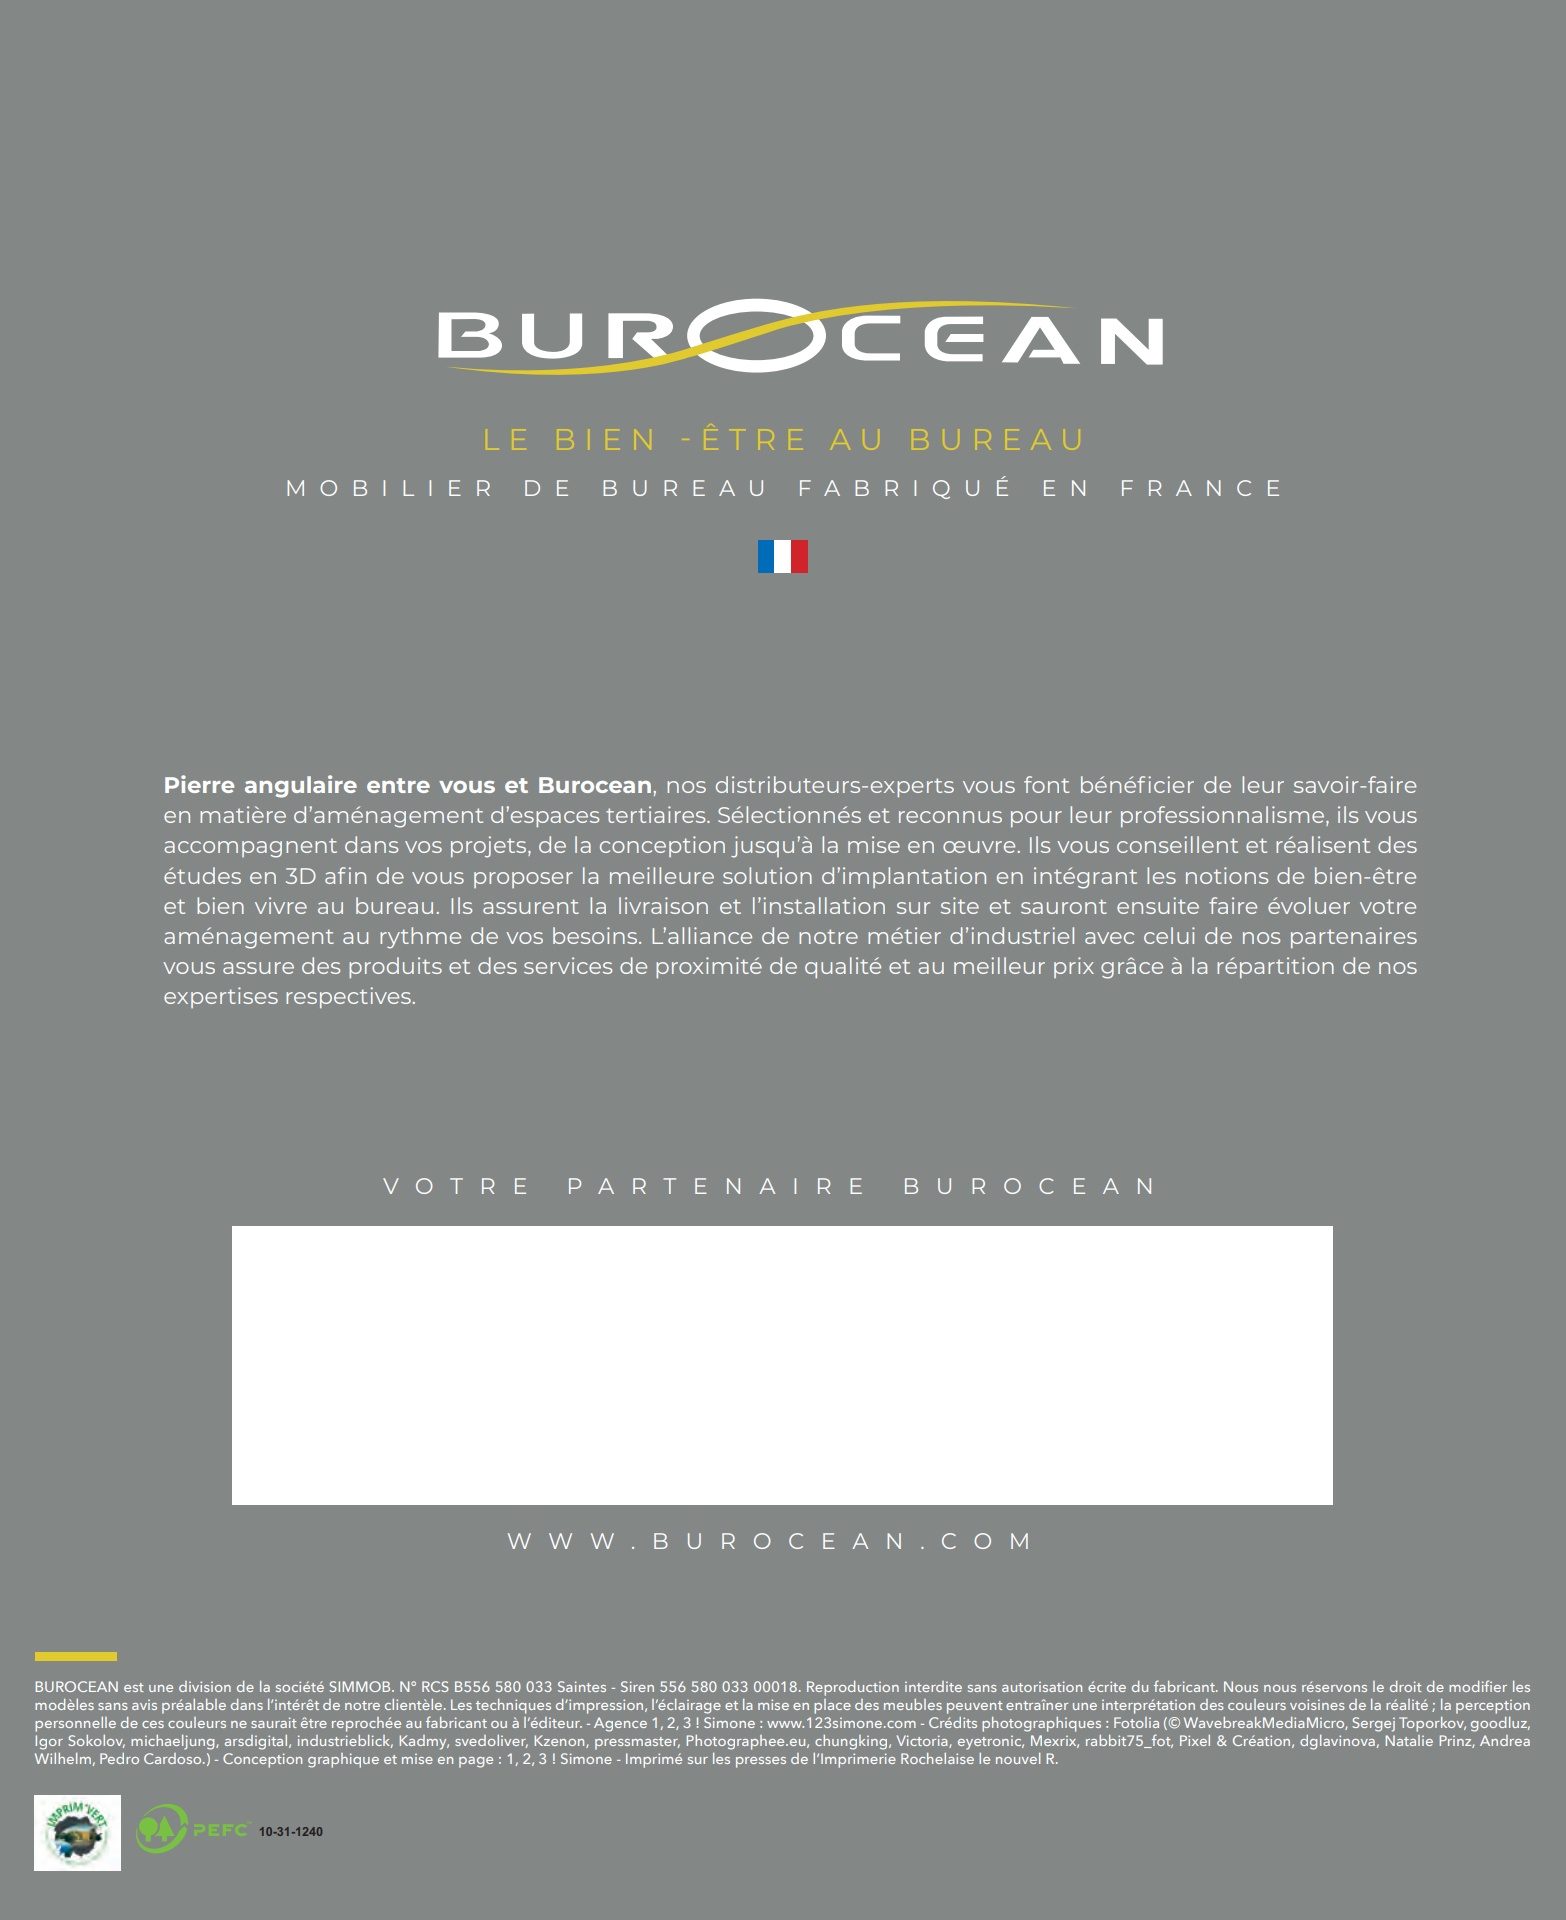 BUROCEAN
LE BIEN -ÊTRE AU BUREAU
MOBILIER DE BUREAU FABRIQUÉ EN FRANCE
Pierre angulaire entre vous et Burocean, nos distributeurs-experts vous font bénéficier de leur savoir-faire
en matière d’aménagement d’espaces tertiaires. Sélectionnés et reconnus pour leur professionnalisme, ils vous
accompagnent dans vos projets, de la conception jusqu’à la mise en œuvre. Ils vous conseillent et réalisent des
études en 3D afin de vous proposer la meilleure solution d’implantation en intégrant les notions de bien-être
et bien vivre au bureau. Ils assurent la livraison et l’installation sur site et sauront ensuite faire évoluer votre
aménagement au rythme de vos besoins. L’alliance de notre métier d’industriel avec celui de nos partenaires
vous assure des produits et des services de proximité de qualité et au meilleur prix grâce à la répartition de nos
expertises respectives.
VOTRE PARTENAIRE BUROCEAN
WWW.BUROCEAN.COM
BUROCEAN est une division de la société SIMMOB. N° RCS B556 580 033 Saintes - Siren 556 580 033 00018. Reproduction interdite sans autorisation écrite du fabricant. Nous nous réservons le droit de modifier les
modèles sans avis préalable dans l’intérêt de notre clientèle. Les techniques d’impression, l’éclairage et la mise en place des meubles peuvent entraîner une interprétation des couleurs voisines de la réalité ; la perception
personnelle de ces couleurs ne saurait être reprochée au fabricant ou à l’éditeur. - Agence 1, 2, 3 ! Simone : www.123simone.com - Crédits photographiques : Fotolia (© WavebreakMediaMicro, Sergej Toporkov, goodluz,
Igor Sokolov, michaeljung, arsdigital, industrieblick, Kadmy, svedoliver, Kzenon, pressmaster, Photographee.eu, chungking, Victoria, eyetronic, Mexrix, rabbit75_fot, Pixel & Création, dglavinova, Natalie Prinz, Andrea
Wilhelm, Pedro Cardoso.) - Conception graphique et mise en page : 1, 2, 3 ! Simone - Imprimé sur les presses de l’Imprimerie Rochelaise le nouvel R.
IMPRIM'VERT
PEFC 10-31-1240